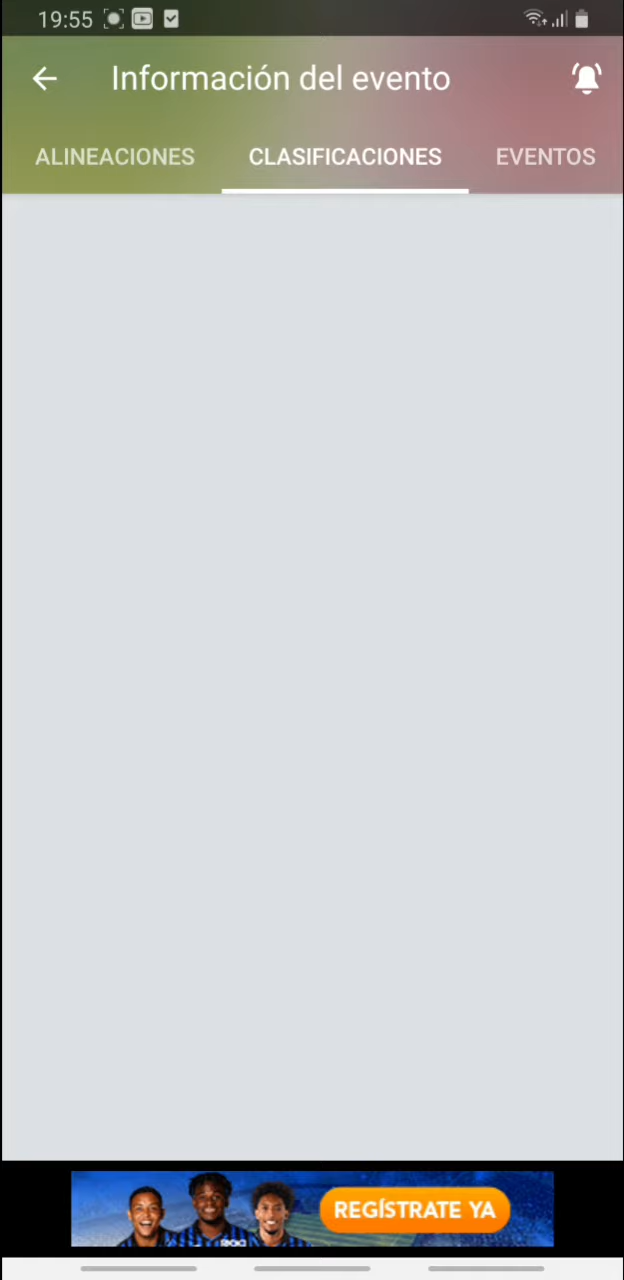 19:55
Información del evento
ALINEACIONES CLASIFICACIONES EVENTOS
REGÍSTRATE YA